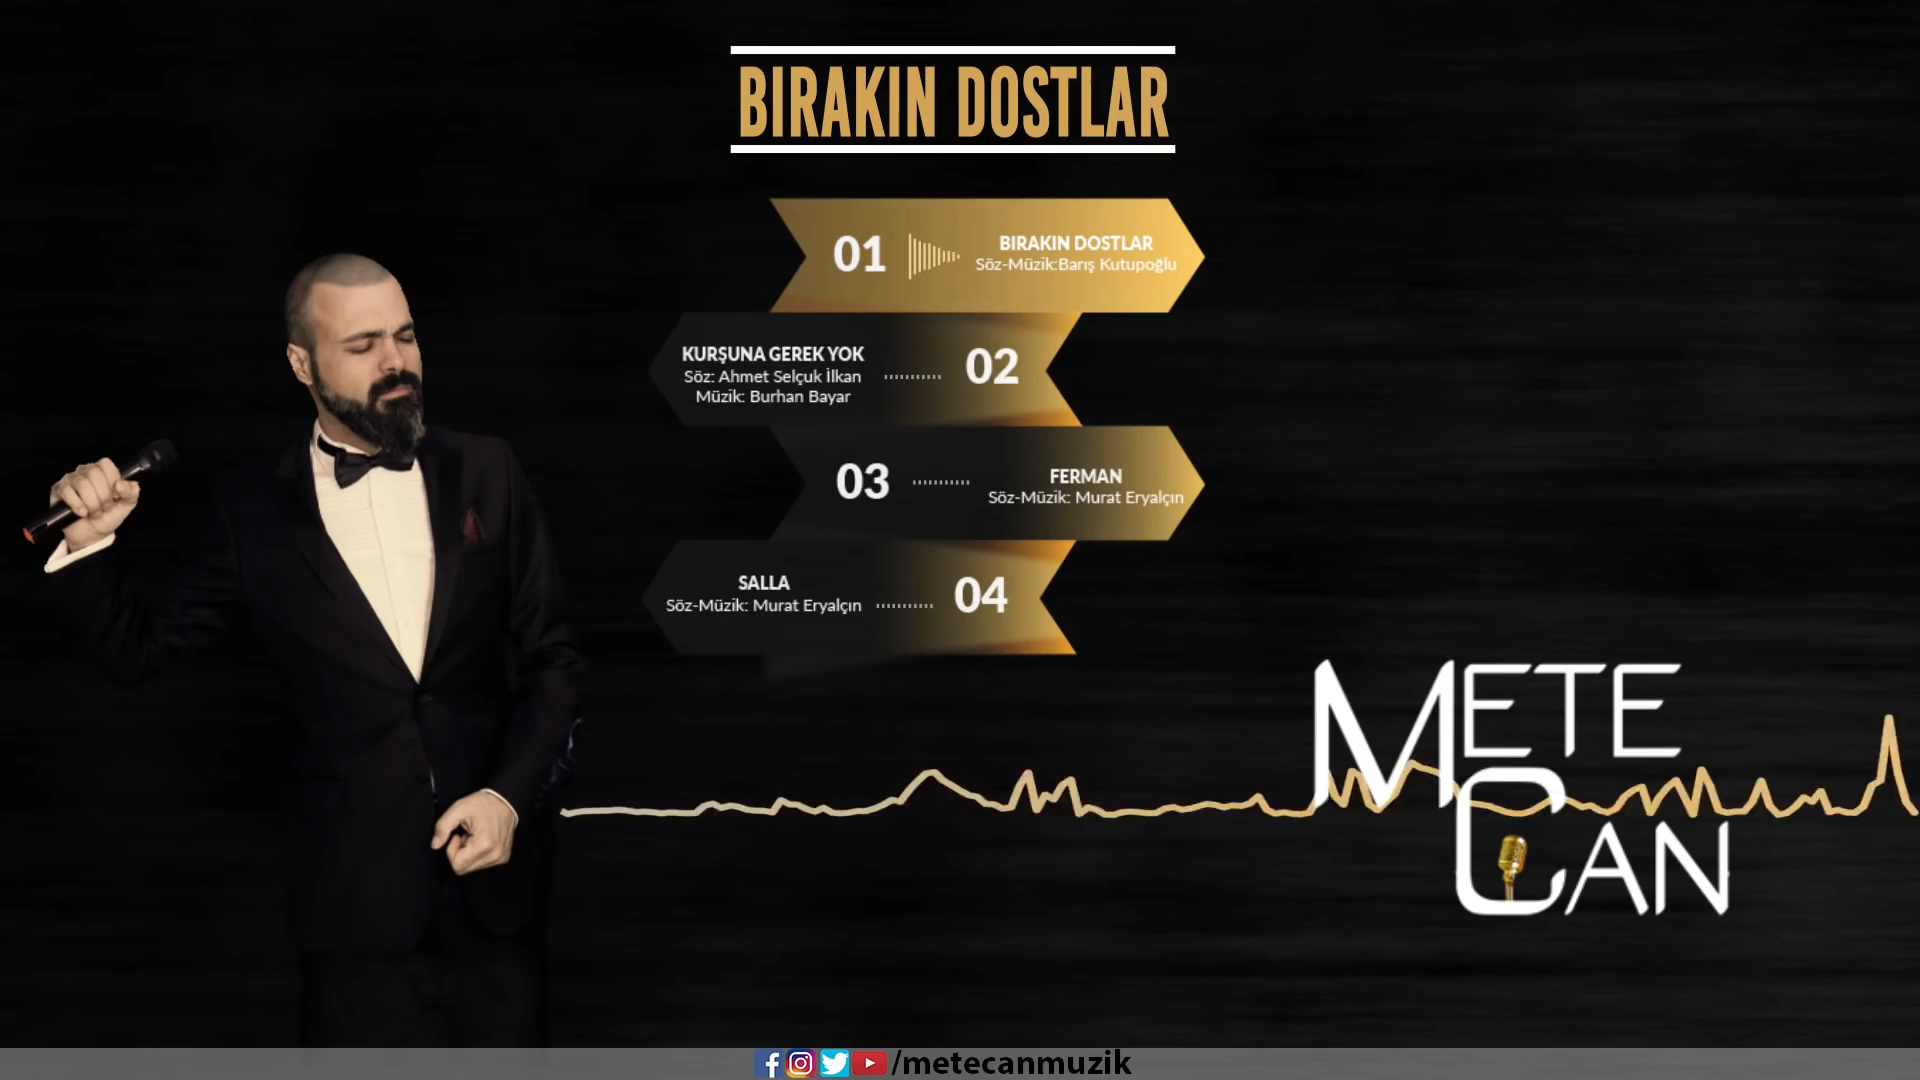 BIRAKIN DOSTLAR
01
BIRAKIN DOSTLAR
Söz-Müzik:Barış Kutupoğlu
KURŞUNA GEREK YOK
Söz: Ahmet Selçuk İlkan
Müzik: Burhan Bayar
02
03
FERMAN
Söz-Müzik: Murat Eryalçın
SALLA
Söz-Müzik: Murat Eryalçın
04
METE
CAN
/metecanmuzik